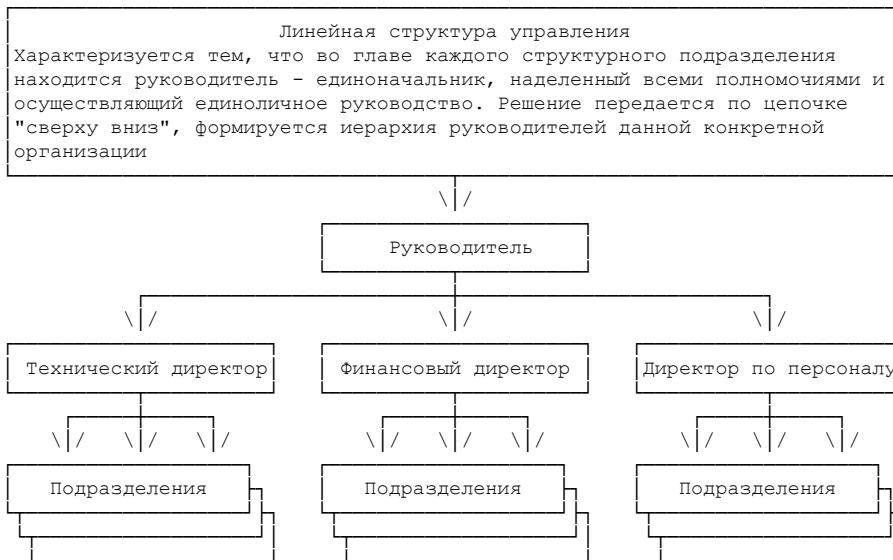 Линейная структура управления
Характеризуется тем, что во главе каждого структурного подразделения
находится руководитель - единоначальник, наделенный всеми полномочиями и
осуществляющий единоличное руководство. Решение передается по цепочке
"сверху вниз", формируется иерархия руководителей данной конкретной
организации
Руководитель
Технический директор Финансовый директор Директор по персоналу
Подразделения Подразделения Подразделения